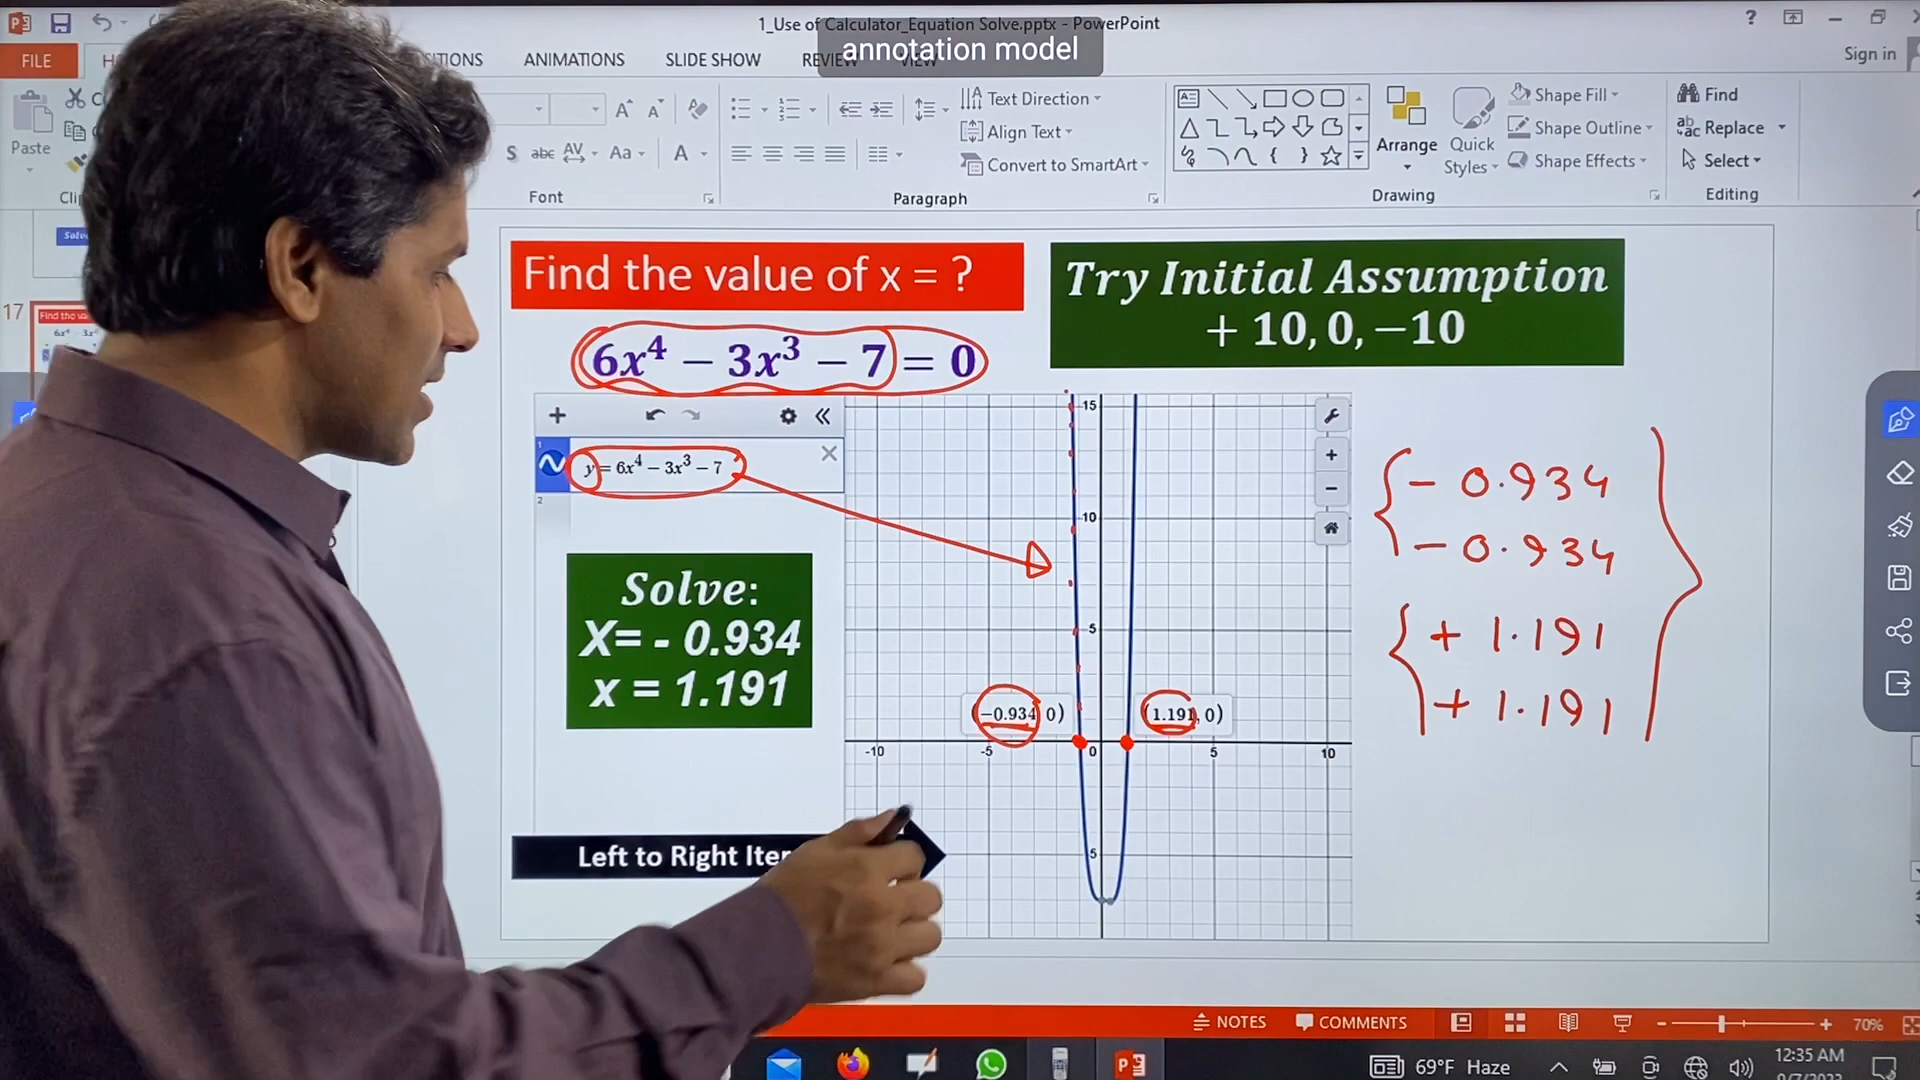 1_Use of Calculator_Equation Solve.pptx - PowerPoint
annotation model
FILE
ANIMATIONS
SLIDE SHOW
Sign in
Paste
Aa
Font
Text Direction
Align Text
Convert to SmartArt
Paragraph
Arrange
Quick
Styles
Shape Fill
Shape Outline
Shape Effects
Drawing
Find
Replace
Select
Editing
17
Find the value of x = ?
6x⁴ − 3x³ − 7 = 0
Try Initial Assumption
+ 10, 0, −10
1
y = 6x⁴ − 3x³ − 7
2
Solve:
X= - 0.934
x = 1.191
15
10
5
(−0.934, 0)
(1.191, 0)
-10
-5
0
5
10
5
- 0.934
- 0.934
+ 1.191
+ 1.191
Left to Right
NOTES
COMMENTS
70%
69°F Haze
12:35 AM